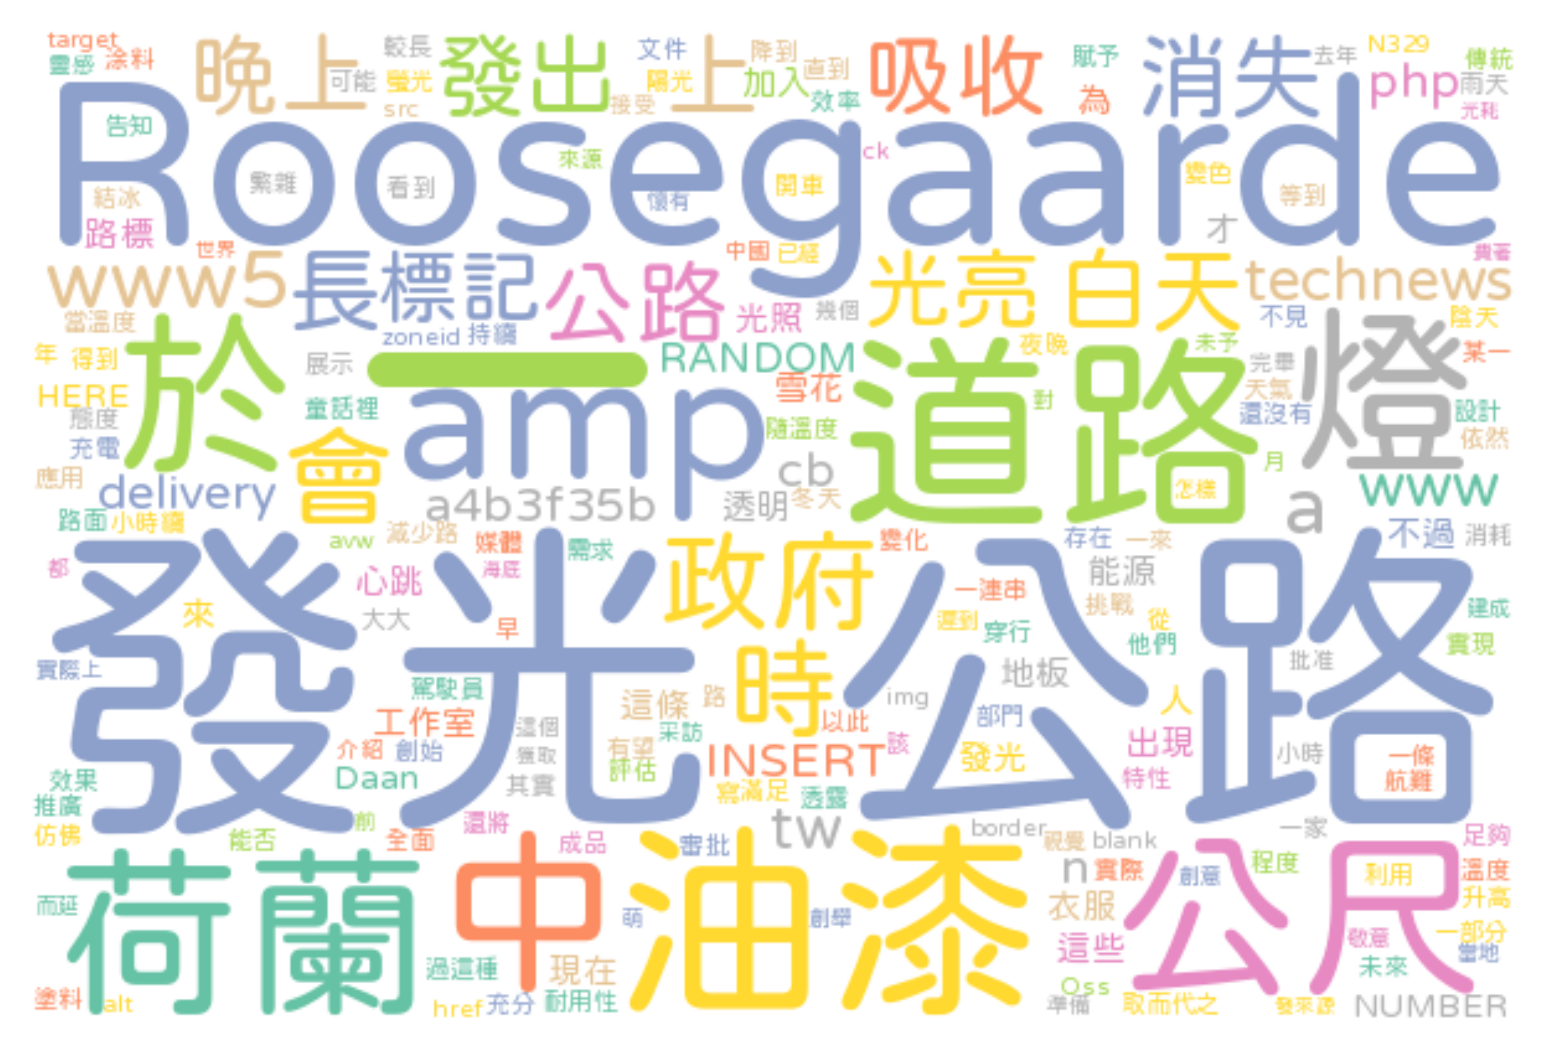 target 晚上 較長 發出 文件 上 降到 吸收 賦予 消失 去年 N329 傳統
靈感 涂料 可能 螢光 陽光 加入 直到 php 雨天
src 接受 效率 為 光耗
告知 Roosegaarde
來源 ck
繁雜 看到 開車 變色 等到
結冰 懷有
路標 才
世界 中國 已經 費著
www5 長標記 公路 光亮 白天 technews
當溫度 光照 幾個 不見 陰天
zoneid 持續
年 得到 展示 一 RANDOM 夜晚 未予 完畢 某一
於 道路 燈
HERE 童話裡 amp 雪花 對 天氣 還沒有 設計
態度 隨溫度 依然
充電 會 月
應用 delivery a4b3f35b cb 透明 冬天 怎樣 a www
路面 小時續
avw 減少路 媒體 需求 政府 變化 存在 一來 不過 消耗
都 心跳 海底 能源
發光公路
來 大大 早 一連串 挑戰 建成
遲到 穿行 從 他們 實現
實際上 時 地板 批准
駕駛員 這條 路 img 人
工作室 這個 采訪 以此 部門
介紹 創始 獲取 有望 INSERT 該 發光 出現 小時 一條
效果 Daan 其實 評估 特性 航難
推廣 寫 滿足 透露
仿佛 能否 前 全面 還將 成品 審批 tw border 視覺 blank 一家 足夠
荷蘭 中 油漆 公尺
n 實際 創意 程度 利用 溫度
而延 萌 創舉 衣服 升高
這些 敬意 一部分
過這種 現在 未來 當地
塗料 alt href 充分 耐用性 Oss 準備 取而代之 發來源 NUMBER